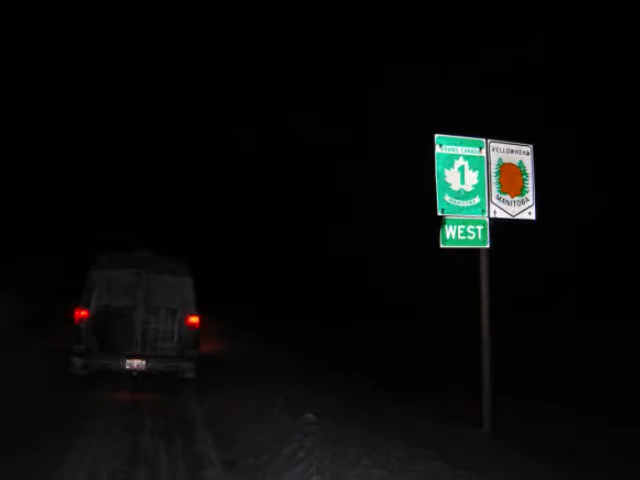 TRANS CANADA
1
MANITOBA
WEST
YELLOWHEAD
MANITOBA